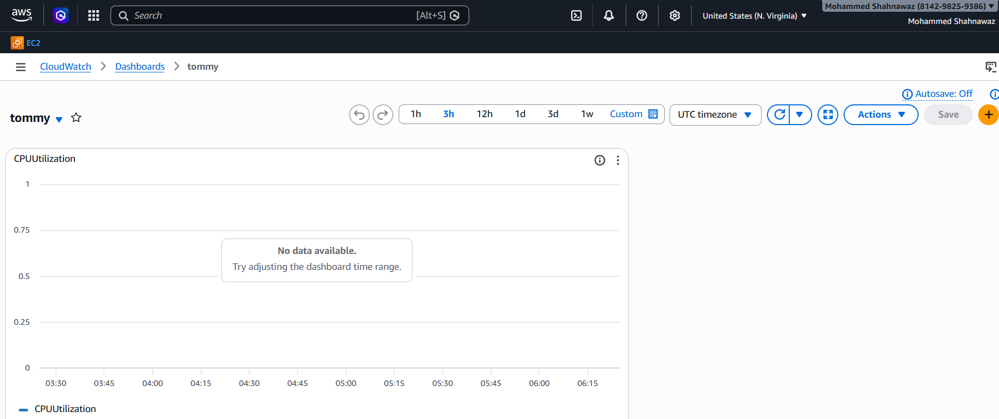 aws
Search [Alt+S]
United States (N. Virginia)
Mohammed Shahnawaz (8142-9825-9386)
Mohammed Shahnawaz
EC2
CloudWatch Dashboards tommy
Autosave: Off
tommy
1h 3h 12h 1d 3d 1w Custom
UTC timezone
Actions
Save
CPUUtilization
1
0.75
No data available.
Try adjusting the dashboard time range.
0.5
0.25
0
03:30 03:45 04:00 04:15 04:30 04:45 05:00 05:15 05:30 05:45 06:00 06:15
CPUUtilization